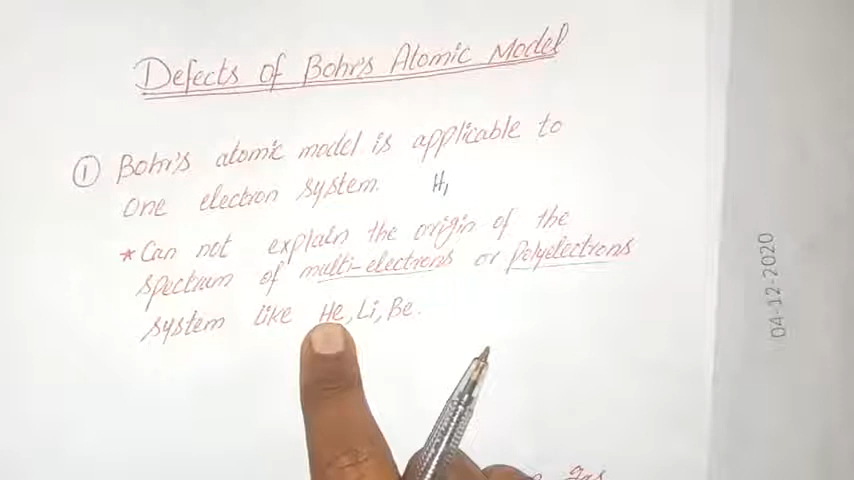 Defects of Bohr's Atomic Model
① Bohr's atomic model is applicable to
one electron system. H,
* Can not explain the origin of the
spectrum of multi-electrons or polyelectrons
system like He, Li, Be.
gas
04-12-2020